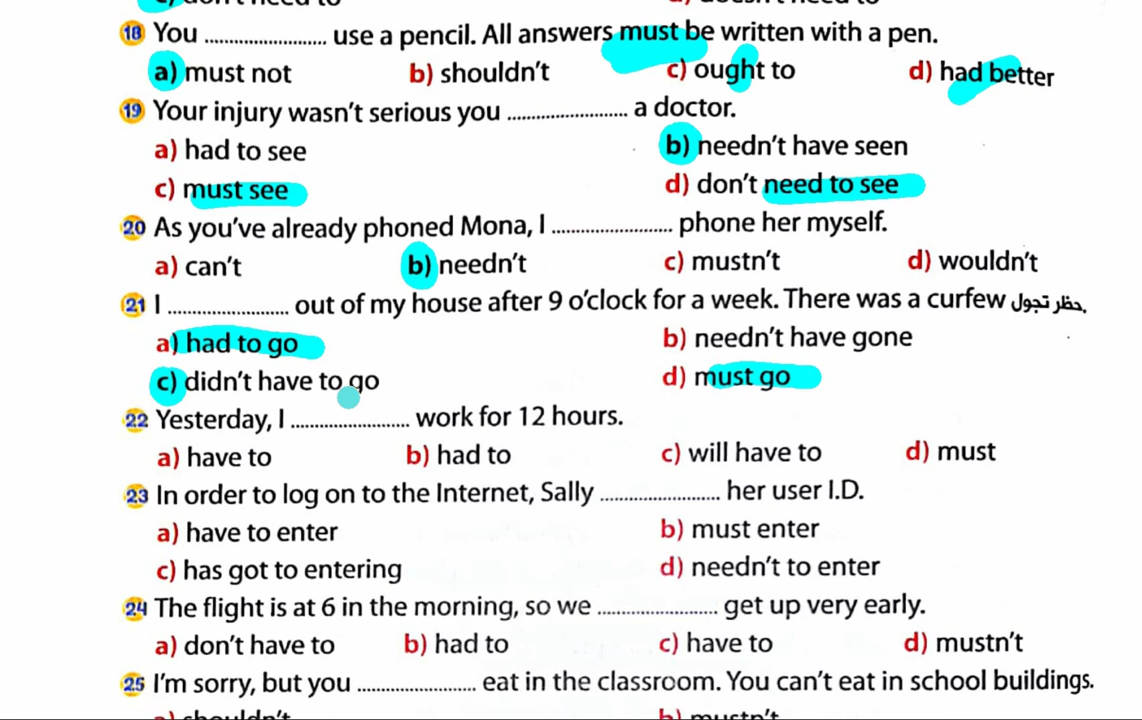 18 You .......................... use a pencil. All answers must be written with a pen.
a) must not b) shouldn't c) ought to d) had better
19 Your injury wasn't serious you .......................... a doctor.
a) had to see b) needn't have seen
c) must see d) don't need to see
20 As you've already phoned Mona, I .......................... phone her myself.
a) can't b) needn't c) mustn't d) wouldn't
21 I .......................... out of my house after 9 o'clock for a week. There was a curfew حظر تجول.
a) had to go b) needn't have gone
c) didn't have to go d) must go
22 Yesterday, I .......................... work for 12 hours.
a) have to b) had to c) will have to d) must
23 In order to log on to the Internet, Sally .......................... her user I.D.
a) have to enter b) must enter
c) has got to entering d) needn't to enter
24 The flight is at 6 in the morning, so we .......................... get up very early.
a) don't have to b) had to c) have to d) mustn't
25 I'm sorry, but you .......................... eat in the classroom. You can't eat in school buildings.
a) shouldn't b) mustn't